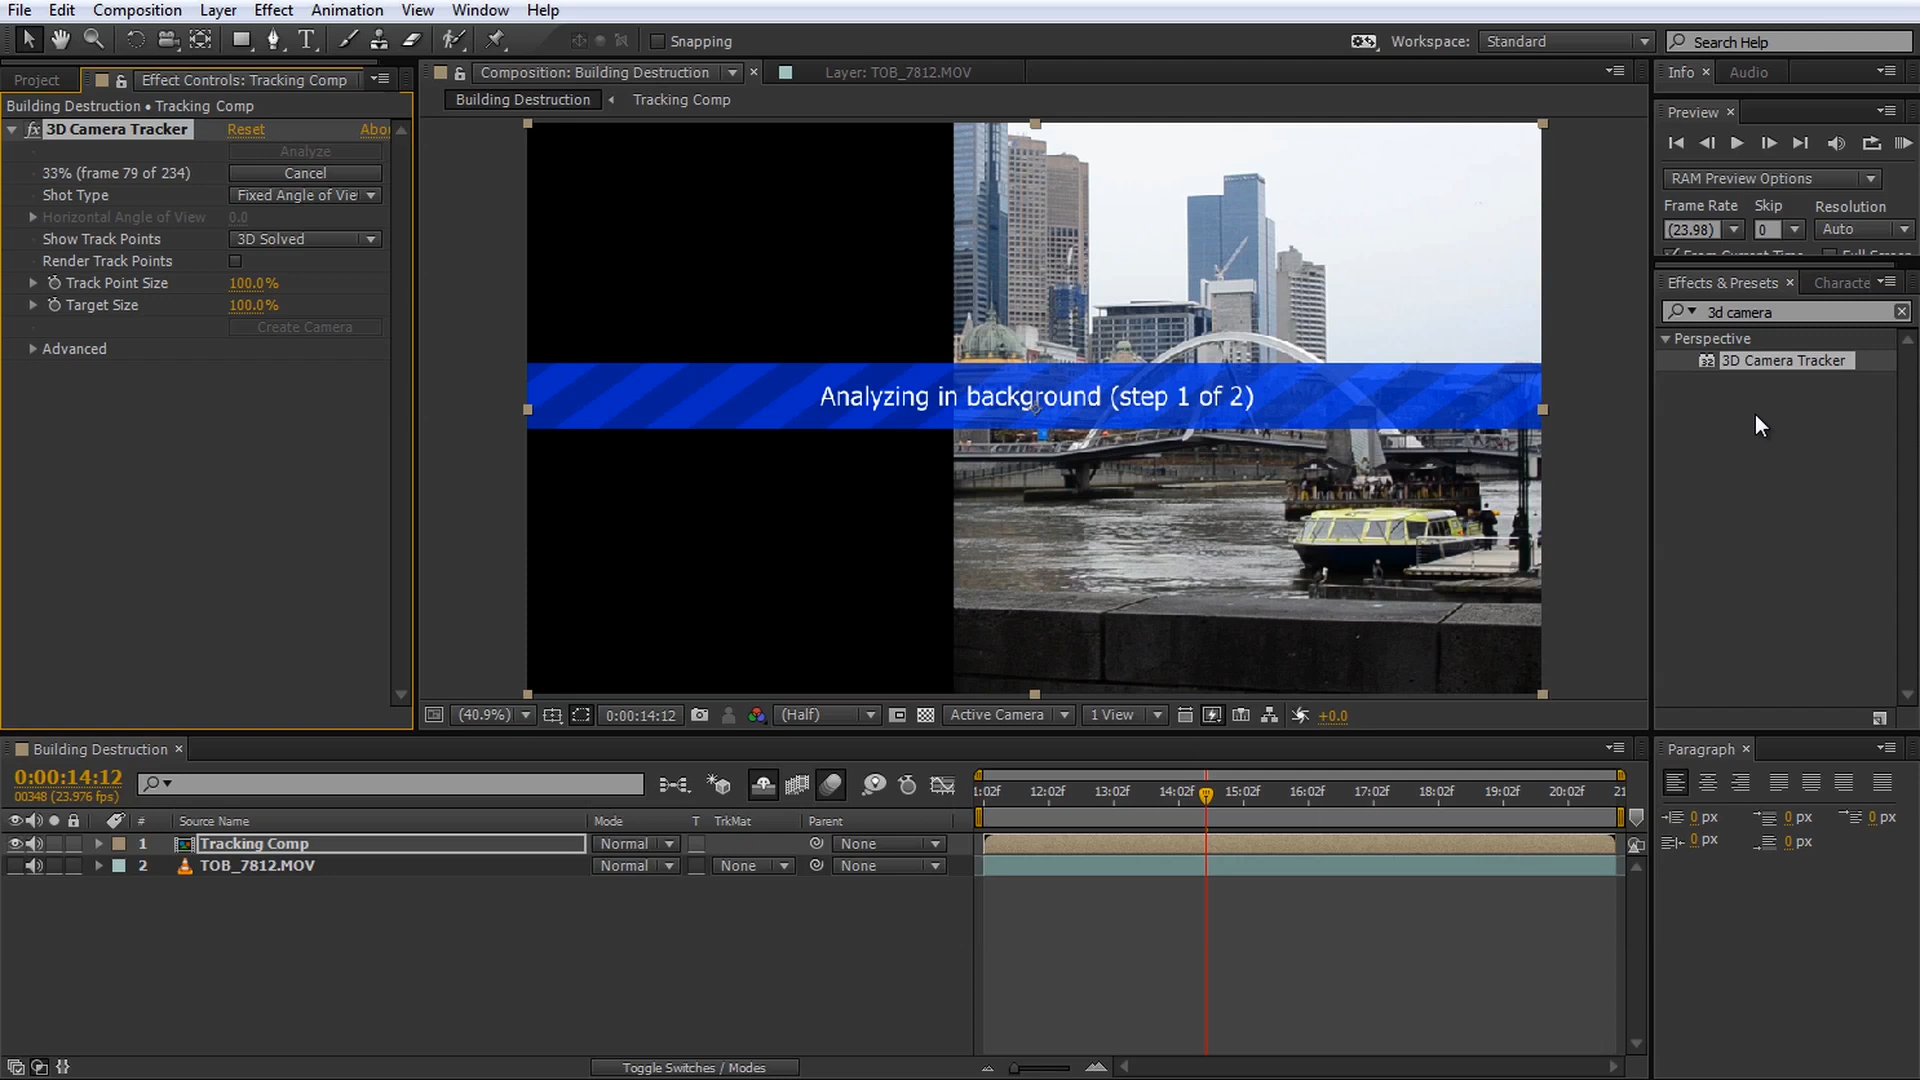 File Edit Composition Layer Effect Animation View Window Help
Snapping
Workspace: Standard
Search Help
Project
Effect Controls: Tracking Comp
Building Destruction • Tracking Comp
fx 3D Camera Tracker Reset Abou
Analyze
33% (frame 79 of 234) Cancel
Shot Type Fixed Angle of Vie
Horizontal Angle of View 0.0
Show Track Points 3D Solved
Render Track Points
Track Point Size 100.0%
Target Size 100.0%
Create Camera
Advanced
Composition: Building Destruction
Layer: TOB_7812.MOV
Building Destruction Tracking Comp
Analyzing in background (step 1 of 2)
(40.9%) 0:00:14:12 (Half) Active Camera 1 View +0.0
Info Audio
Preview
RAM Preview Options
Frame Rate Skip Resolution
(23.98) 0 Auto
Effects & Presets Characte
3d camera
Perspective
32 3D Camera Tracker
Building Destruction
0:00:14:12
00348 (23.976 fps)
1:02f 12:02f 13:02f 14:02f 15:02f 16:02f 17:02f 18:02f 19:02f 20:02f 21
# Source Name Mode T TrkMat Parent
1 Tracking Comp Normal None
2 TOB_7812.MOV Normal None None
Toggle Switches / Modes
Paragraph
0 px 0 px 0 px
0 px 0 px